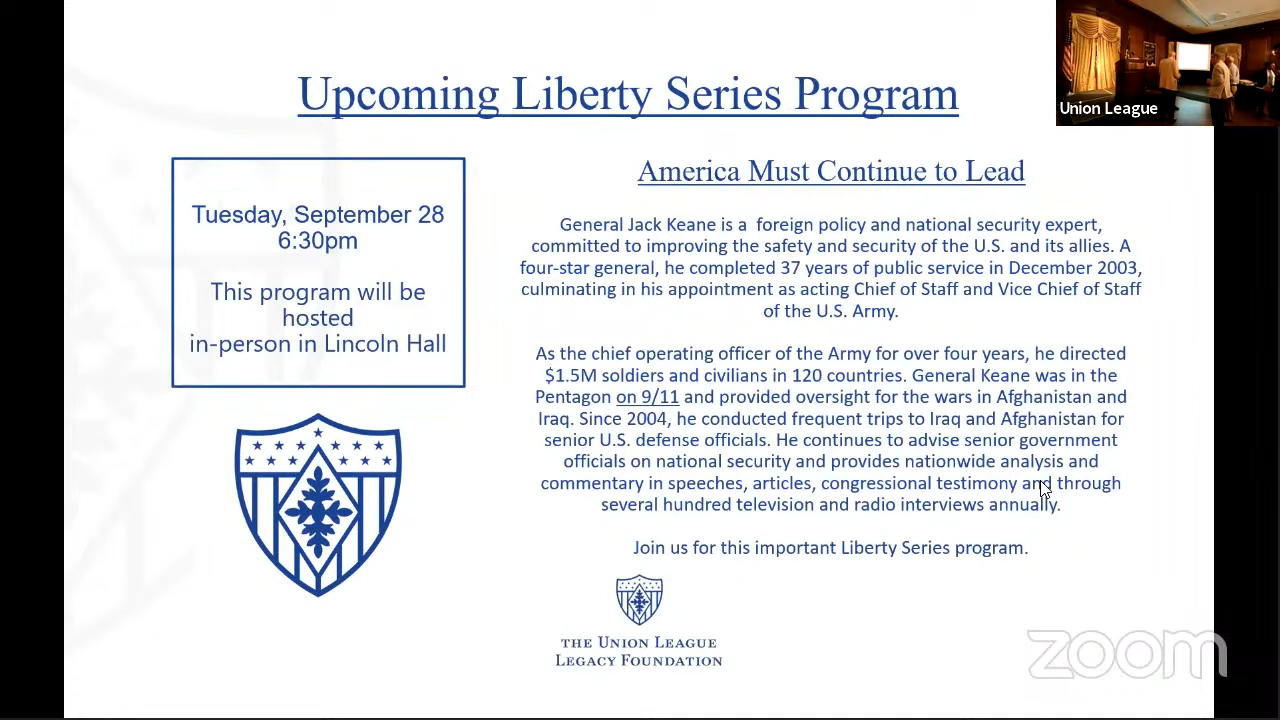 Upcoming Liberty Series Program
Union League
Tuesday, September 28
6:30pm
This program will be
hosted
in-person in Lincoln Hall
America Must Continue to Lead
General Jack Keane is a foreign policy and national security expert,
committed to improving the safety and security of the U.S. and its allies. A
four-star general, he completed 37 years of public service in December 2003,
culminating in his appointment as acting Chief of Staff and Vice Chief of Staff
of the U.S. Army.
As the chief operating officer of the Army for over four years, he directed
$1.5M soldiers and civilians in 120 countries. General Keane was in the
Pentagon on 9/11 and provided oversight for the wars in Afghanistan and
Iraq. Since 2004, he conducted frequent trips to Iraq and Afghanistan for
senior U.S. defense officials. He continues to advise senior government
officials on national security and provides nationwide analysis and
commentary in speeches, articles, congressional testimony and through
several hundred television and radio interviews annually.
Join us for this important Liberty Series program.
THE UNION LEAGUE
LEGACY FOUNDATION
zoom